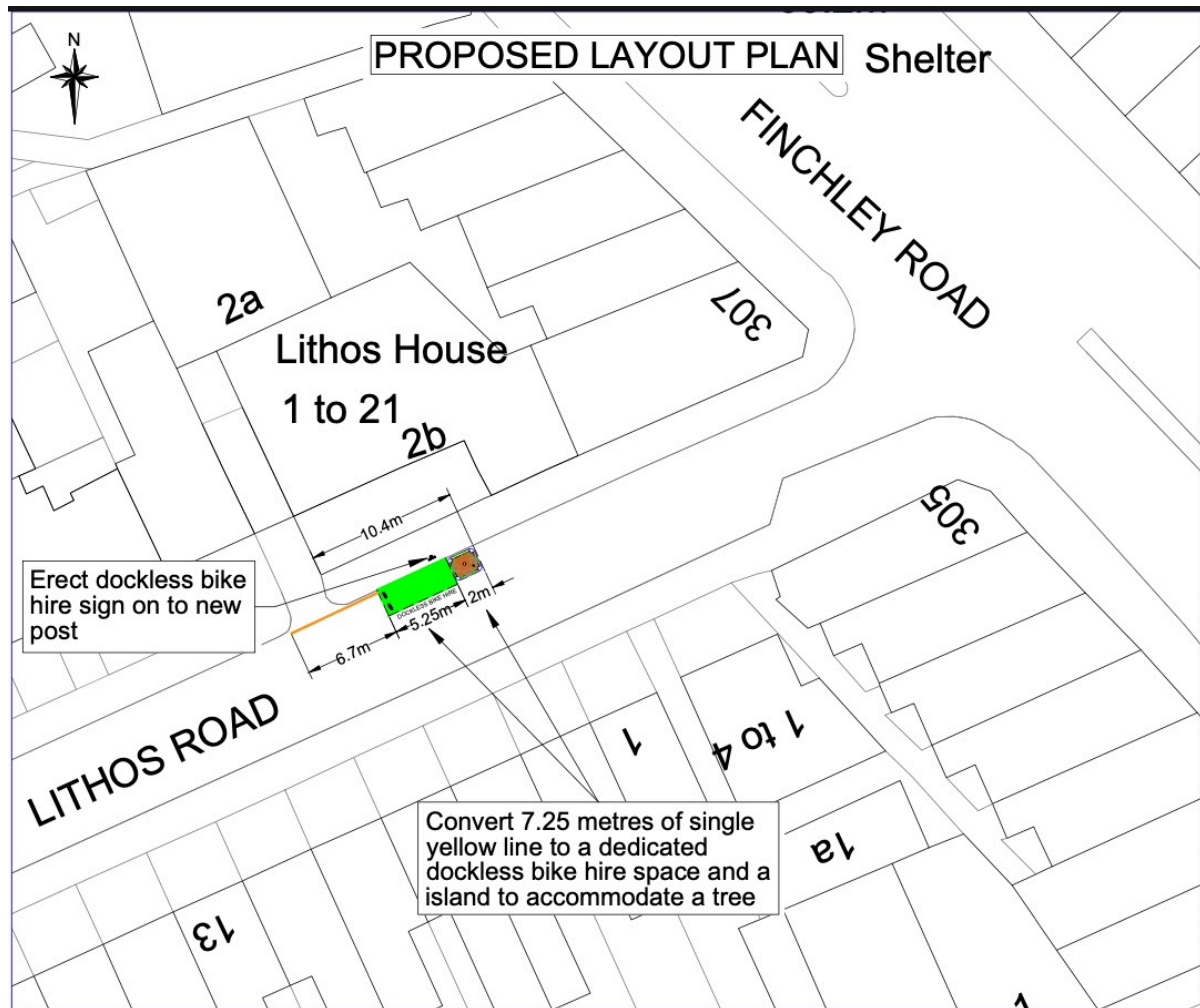 N
PROPOSED LAYOUT PLAN
Shelter
FINCHLEY ROAD
2a
307
Lithos House
1 to 21
2b
305
10.4m
Erect dockless bike
hire sign on to new
post
DOCKLESS BIKE HIRE
2m
5.25m
6.7m
LITHOS ROAD
1
1 to 4
Convert 7.25 metres of single
yellow line to a dedicated
dockless bike hire space and a
island to accommodate a tree
1a
13